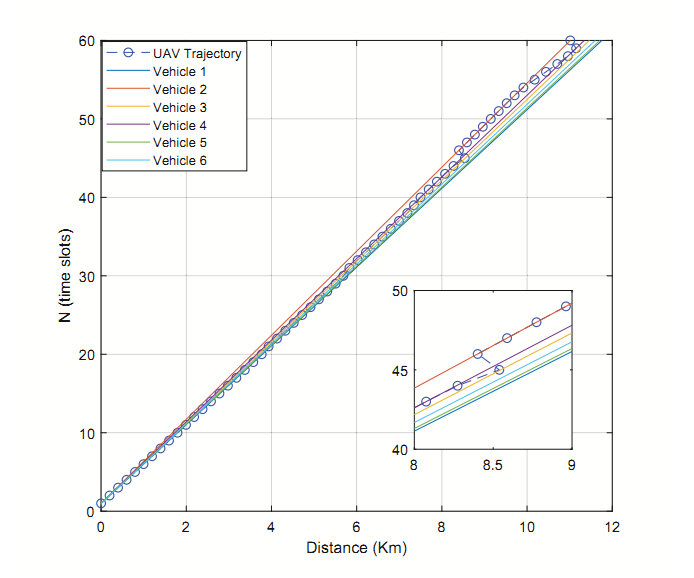 60
50
40
30
20
10
0
N (time slots)
UAV Trajectory
Vehicle 1
Vehicle 2
Vehicle 3
Vehicle 4
Vehicle 5
Vehicle 6
50
45
40
8 8.5 9
0 2 4 6 8 10 12
Distance (Km)